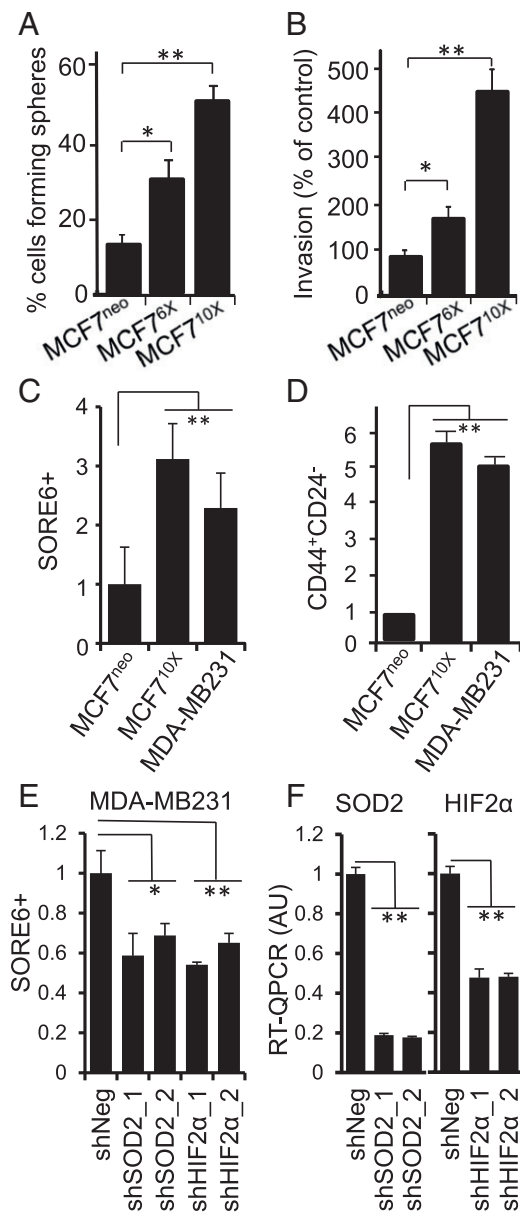 A
% cells forming spheres
60
40
20
0
**
*
MCF7ⁿᵉᵒ
MCF7⁶ˣ
MCF7¹⁰ˣ
B
Invasion (% of control)
500
400
300
200
100
0
**
*
MCF7ⁿᵉᵒ
MCF7⁶ˣ
MCF7¹⁰ˣ
C
SORE6+
4
3
2
1
0
**
MCF7ⁿᵉᵒ
MCF7¹⁰ˣ
MDA-MB231
D
CD44⁺CD24-
6
5
4
3
2
1
0
**
MCF7ⁿᵉᵒ
MCF7¹⁰ˣ
MDA-MB231
E
MDA-MB231
SORE6+
1.2
1
0.8
0.6
0.4
0.2
0
*
**
shNeg
shSOD2_1
shSOD2_2
shHIF2α_1
shHIF2α_2
F
SOD2
HIF2α
RT-QPCR (AU)
1.2
1
0.8
0.6
0.4
0.2
0
**
**
shNeg
shSOD2_1
shSOD2_2
shNeg
shHIF2α_1
shHIF2α_2